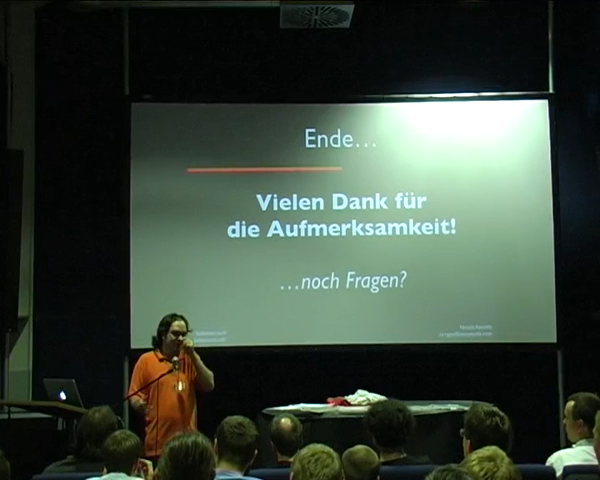 Ende...
Vielen Dank für
die Aufmerksamkeit!
...noch Fragen?